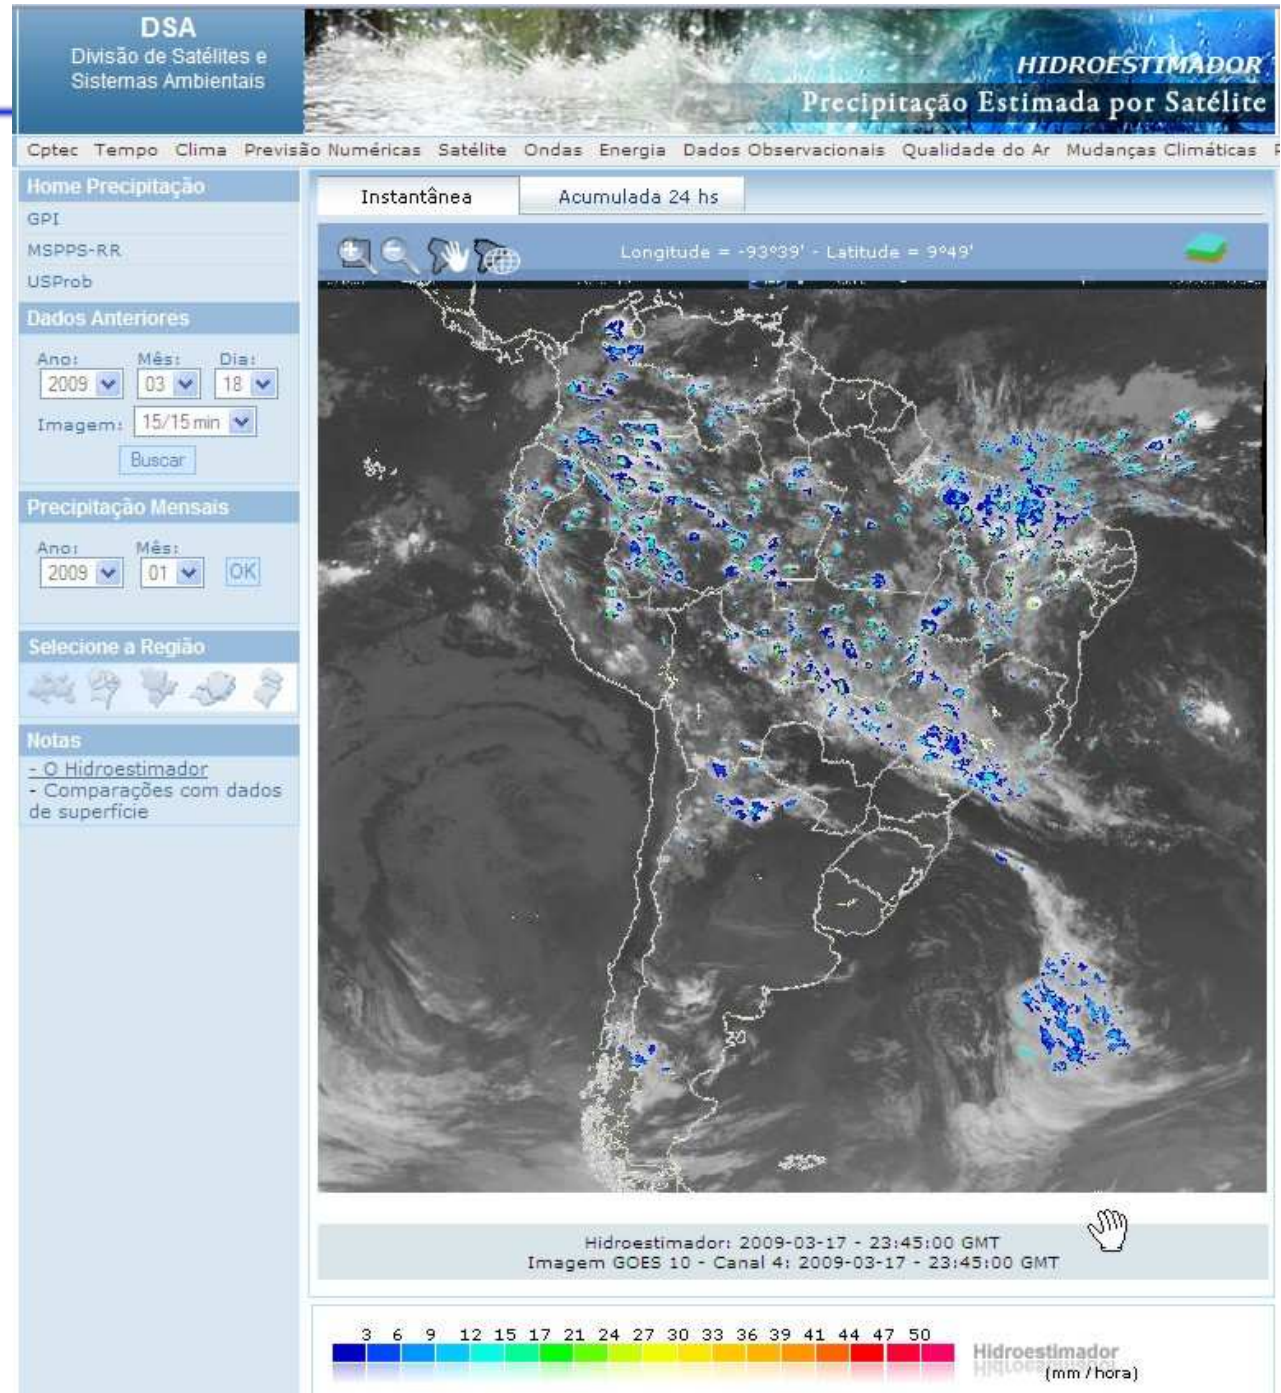 DSA
Divisão de Satélites e
Sistemas Ambientais
HIDROESTIMADOR
Precipitação Estimada por Satélite
Cptec Tempo Clima Previsão Numéricas Satélite Ondas Energia Dados Observacionais Qualidade do Ar Mudanças Climáticas
Home Precipitação
GPI
MSPPS-RR
USProb
Dados Anteriores
Ano: Mês: Dia:
2009 03 18
Imagem: 15/15 min
Buscar
Precipitação Mensais
Ano: Mês:
2009 01 OK
Selecione a Região
Notas
- O Hidroestimador
- Comparações com dados
de superfície
Instantânea Acumulada 24 hs
Longitude = -93°39' - Latitude = 9°49'
Hidroestimador: 2009-03-17 - 23:45:00 GMT
Imagem GOES 10 - Canal 4: 2009-03-17 - 23:45:00 GMT
3 6 9 12 15 17 21 24 27 30 33 36 39 41 44 47 50
Hidroestimador
(mm/hora)